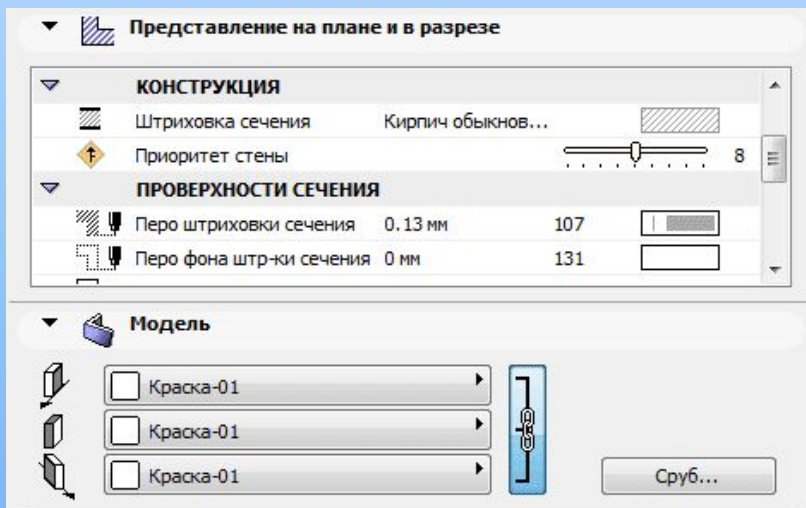 Представление на плане и в разрезе
КОНСТРУКЦИЯ
Штриховка сечения Кирпич обыкнов...
Приоритет стены 8
ПРОВЕРХНОСТИ СЕЧЕНИЯ
Перо штриховки сечения 0.13 мм 107
Перо фона штр-ки сечения 0 мм 131
Модель
Краска-01
Краска-01
Краска-01
Сруб...